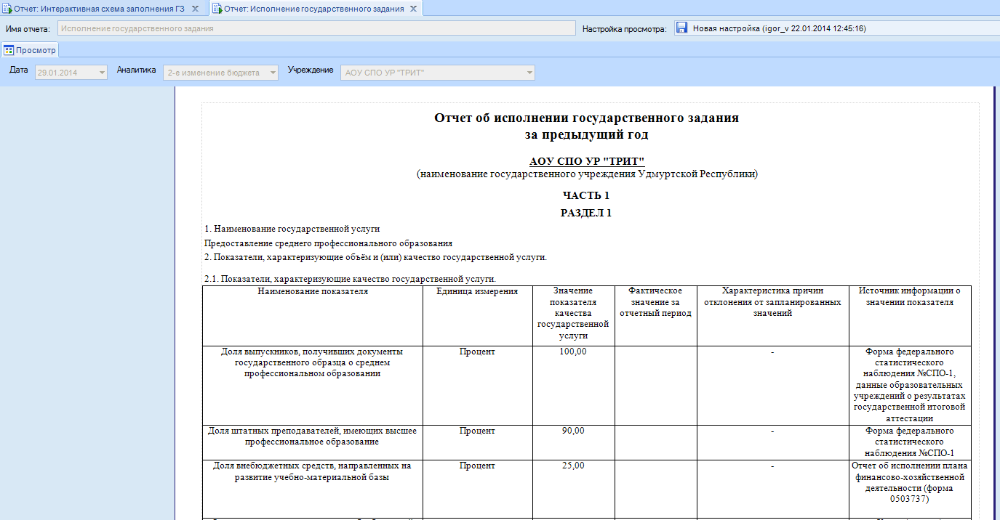 Отчет: Интерактивная схема заполнения ГЗ
Отчет: Исполнение государственного задания
Имя отчета:
Исполнение государственного задания
Настройка просмотра:
Новая настройка (igor_v 22.01.2014 12:45:16)
Просмотр
Дата
29.01.2014
Аналитика
2-е изменение бюджета
Учреждение
АОУ СПО УР "ТРИТ"
Отчет об исполнении государственного задания
за предыдущий год
АОУ СПО УР "ТРИТ"
(наименование государственного учреждения Удмуртской Республики)
ЧАСТЬ 1
РАЗДЕЛ 1
1. Наименование государственной услуги
Предоставление среднего профессионального образования
2. Показатели, характеризующие объём и (или) качество государственной услуги.
2.1. Показатели, характеризующие качество государственной услуги.
Наименование показателя
Единица измерения
Значение
показателя
качества
государственной
услуги
Фактическое
значение за
отчетный период
Характеристика причин
отклонения от запланированных
значений
Источник информации о
значении показателя
Доля выпускников, получивших документы
государственного образца о среднем
профессиональном образовании
Процент
100,00
-
Форма федерального
статистического
наблюдения №СПО-1,
данные образовательных
учреждений о результатах
государственной итоговой
аттестации
Доля штатных преподавателей, имеющих высшее
профессиональное образование
Процент
90,00
-
Форма федерального
статистического
наблюдения №СПО-1
Доля внебюджетных средств, направленных на
развитие учебно-материальной базы
Процент
25,00
-
Отчет об исполнении плана
финансово-хозяйственной
деятельности (форма
0503737)